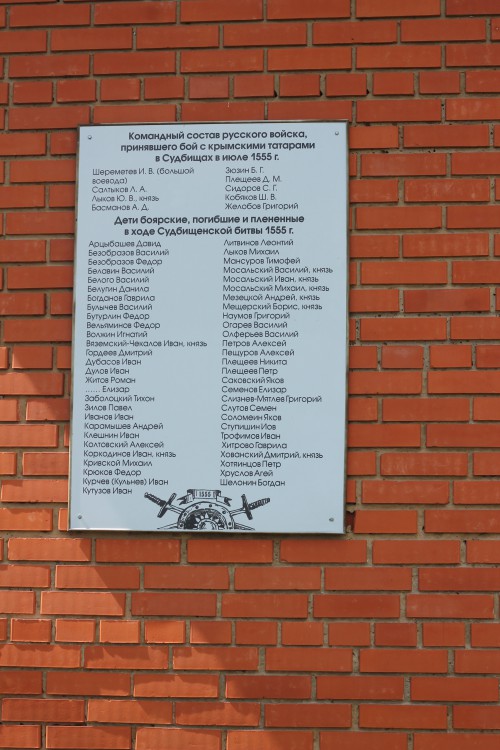 Командный состав русского войска,
принявшего бой с крымскими татарами
в Судбищах в июле 1555 г.
Шереметев И. В. (большой
воевода)
Салтыков Л. А.
Лыков Ю. В., князь
Басманов А. Д.
Зюзин Б. Г.
Плещеев Д. М.
Сидоров С. Г.
Кобяков Ш. В.
Желобов Григорий
Дети боярские, погибшие и плененные
в ходе Судбищенской битвы 1555 г.
Арцыбашев Давид
Безобразов Василий
Безобразов Федор
Белавин Василий
Белого Василий
Белугин Данила
Богданов Гаврила
Булычев Василий
Бутурлин Федор
Вельяминов Федор
Волжин Игнатий
Вяземский-Чекалов Иван, князь
Гордеев Дмитрий
Дубасов Иван
Дулов Иван
Житов Роман
...... Елизар
Заболоцкий Тихон
Зилов Павел
Иванов Иван
Карамышев Андрей
Клешнин Иван
Колтовский Алексей
Коркодинов Иван, князь
Кривской Михаил
Крюков Федор
Курчев (Кульнев) Иван
Кутузов Иван
Литвинов Леонтий
Лыков Михаил
Мансуров Тимофей
Мосальский Василий, князь
Мосальский Иван, князь
Мосальский Михаил, князь
Мезецкой Андрей, князь
Мещерский Борис, князь
Наумов Григорий
Огарев Василий
Олферьев Василий
Петров Алексей
Пешуров Алексей
Плещеев Никита
Плещеев Петр
Саковский Яков
Семенов Елизар
Слизнев-Мятлев Григорий
Слутов Семен
Соломеин Яков
Ступишин Иов
Трофимов Иван
Хитрово Гаврила
Хованский Дмитрий, князь
Хотяинцов Петр
Хруслов Агей
Шелонин Богдан
1555